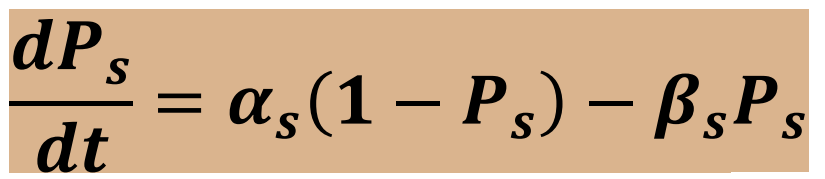 dPₛ/dt = αₛ(1 − Pₛ) − βₛPₛ